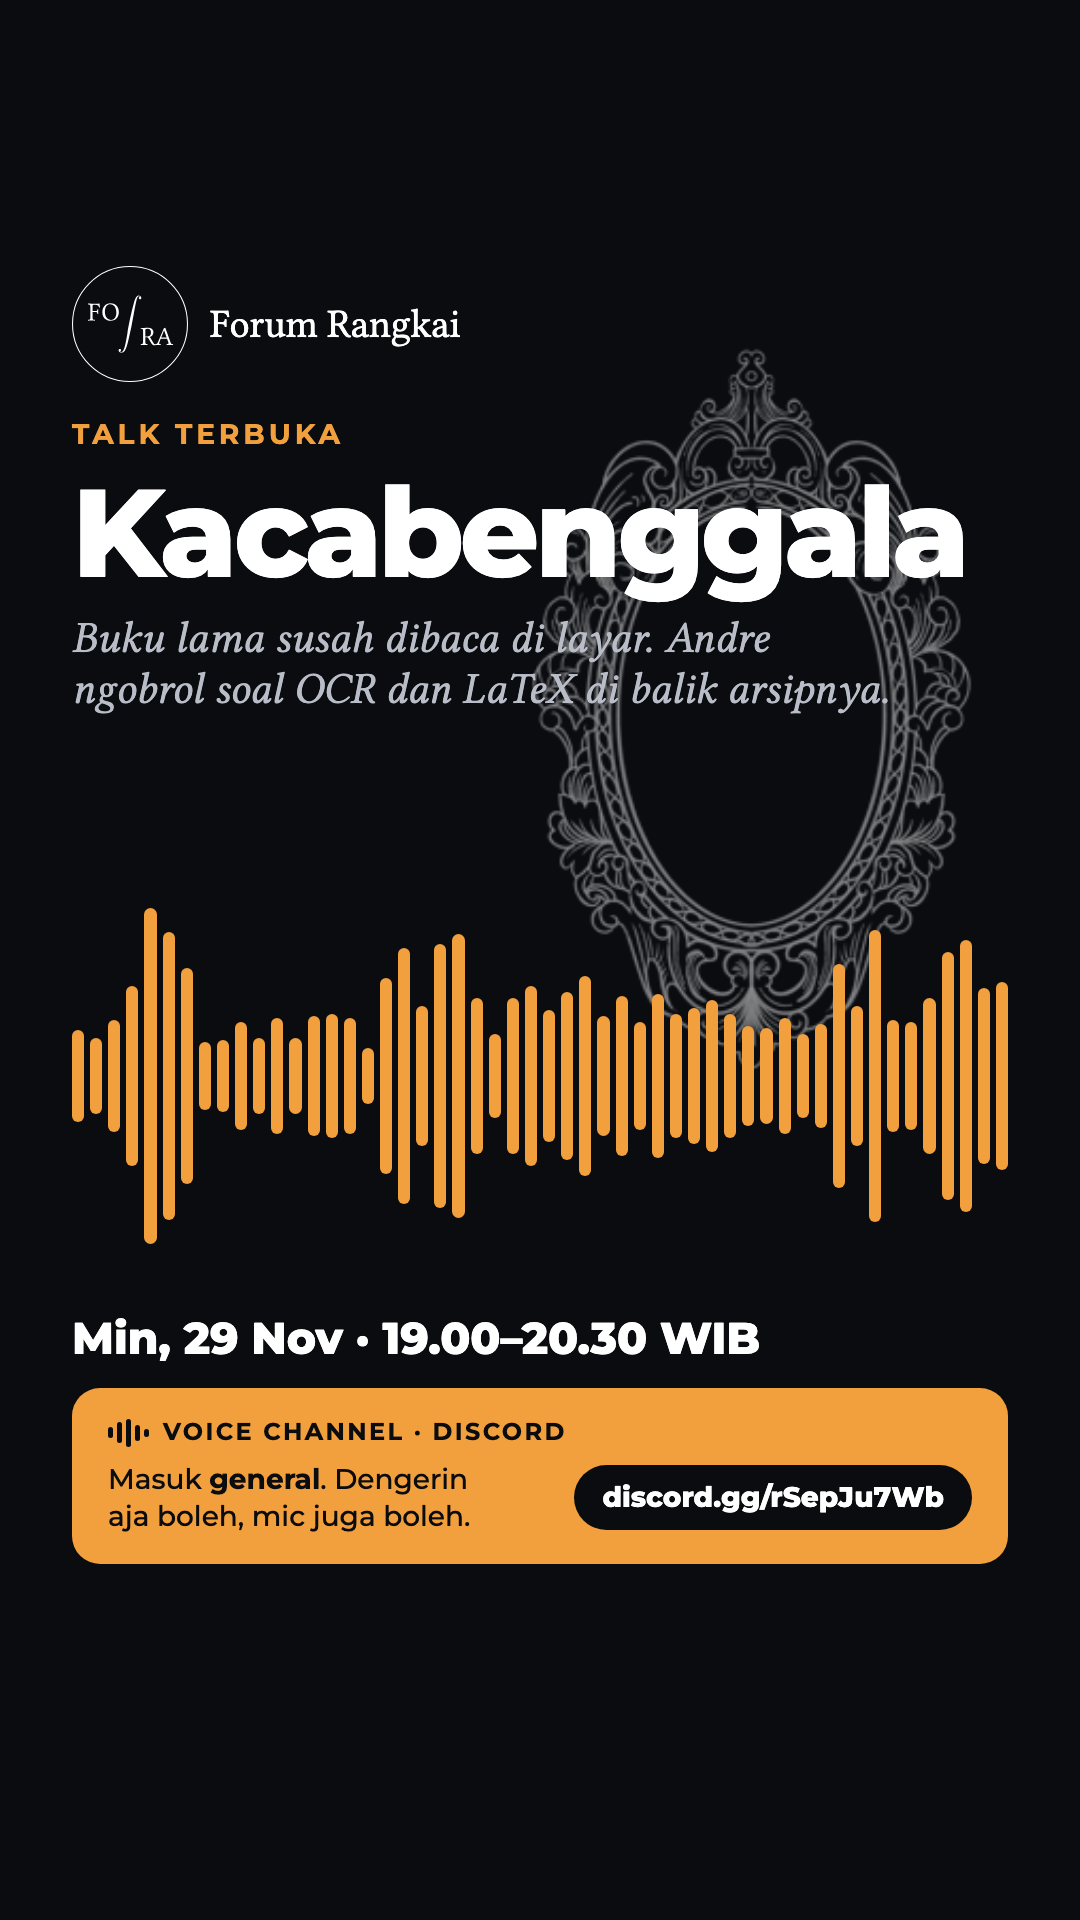 FO
RA
Forum Rangkai
TALK TERBUKA
Kacabenggala
Buku lama susah dibaca di layar. Andre
ngobrol soal OCR dan LaTeX di balik arsipnya.
Min, 29 Nov · 19.00–20.30 WIB
VOICE CHANNEL · DISCORD
Masuk general. Dengerin
aja boleh, mic juga boleh.
discord.gg/rSepJu7Wb